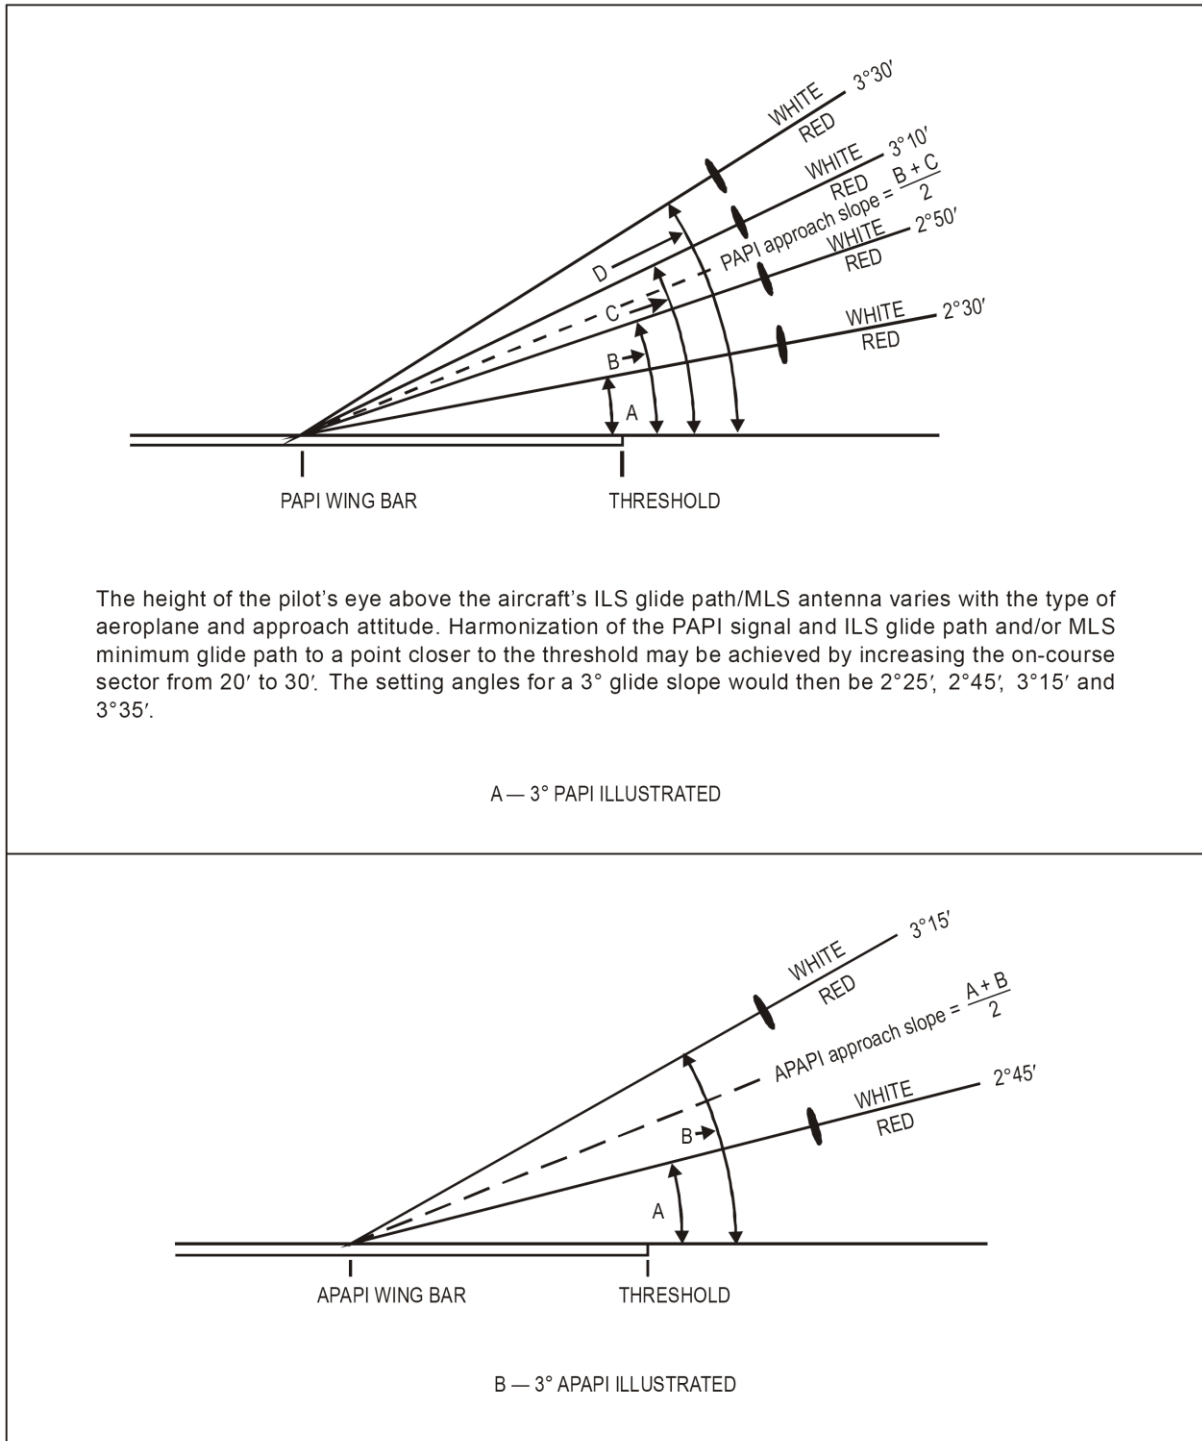 3°30′
WHITE
RED
3°10′
WHITE
RED
PAPI approach slope = B + C
2
2°50′
WHITE
RED
2°30′
WHITE
RED
D
C
B
A
PAPI WING BAR
THRESHOLD
The height of the pilot’s eye above the aircraft’s ILS glide path/MLS antenna varies with the type of
aeroplane and approach attitude. Harmonization of the PAPI signal and ILS glide path and/or MLS
minimum glide path to a point closer to the threshold may be achieved by increasing the on-course
sector from 20′ to 30′. The setting angles for a 3° glide slope would then be 2°25′, 2°45′, 3°15′ and
3°35′.
A — 3° PAPI ILLUSTRATED
3°15′
WHITE
RED
APAPI approach slope = A + B
2
2°45′
WHITE
RED
B
A
APAPI WING BAR
THRESHOLD
B — 3° APAPI ILLUSTRATED